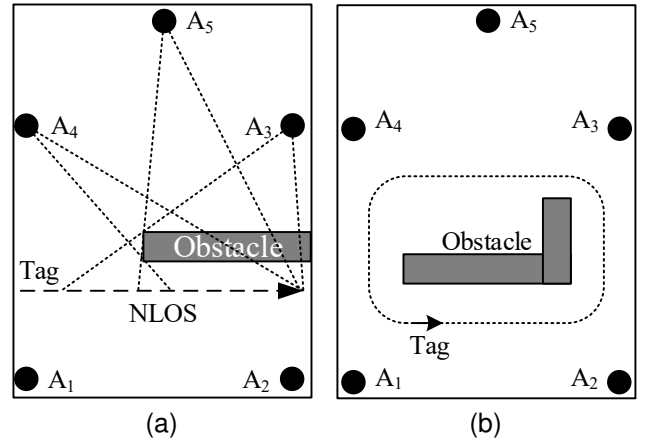 A₅
A₄
A₃
Obstacle
Tag
NLOS
A₁
A₂
(a)
A₅
A₄
A₃
Obstacle
Tag
A₁
A₂
(b)